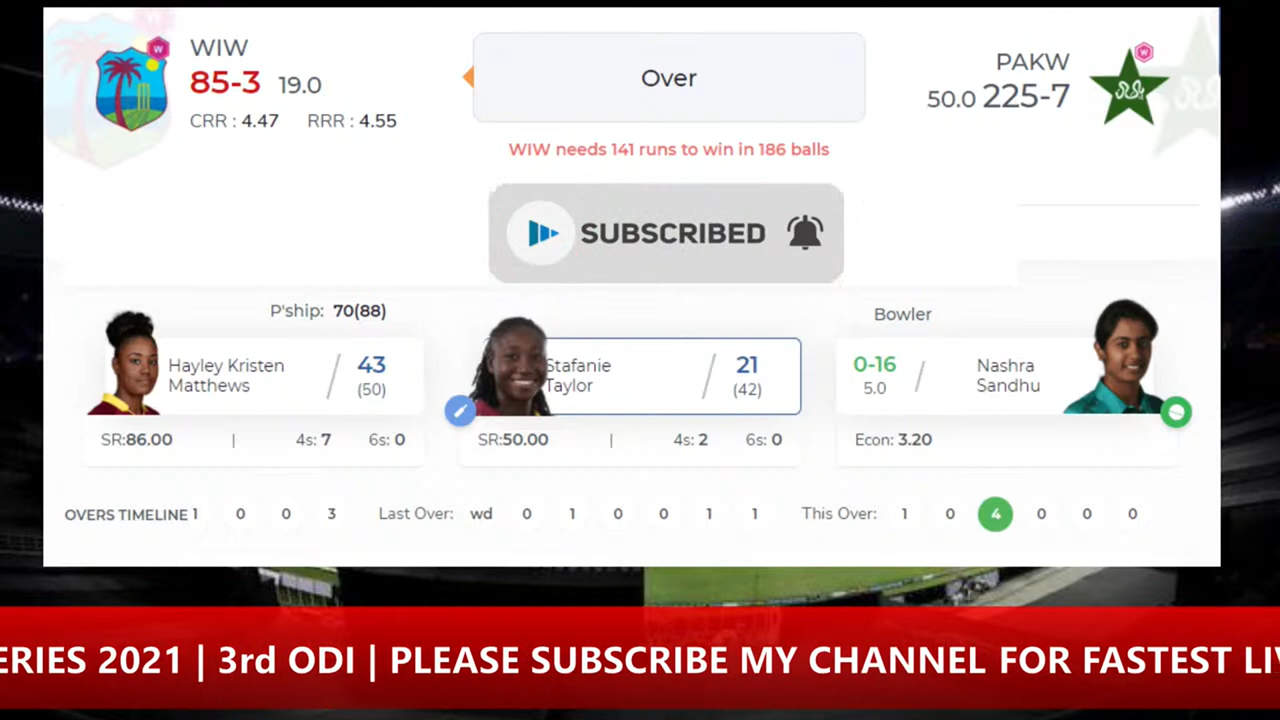 WIW
85-3 19.0
CRR : 4.47 RRR : 4.55
Over
PAKW
50.0 225-7
WIW needs 141 runs to win in 186 balls
SUBSCRIBED
P'ship: 70(88)
Hayley Kristen
Matthews
43
(50)
SR:86.00 | 4s: 7 6s: 0
Stafanie
Taylor
21
(42)
SR:50.00 | 4s: 2 6s: 0
Bowler
0-16
5.0
Nashra
Sandhu
Econ: 3.20
OVERS TIMELINE 1 0 0 3 Last Over: wd 0 1 0 0 1 1 This Over: 1 0 4 0 0 0
ERIES 2021 | 3rd ODI | PLEASE SUBSCRIBE MY CHANNEL FOR FASTEST LIV